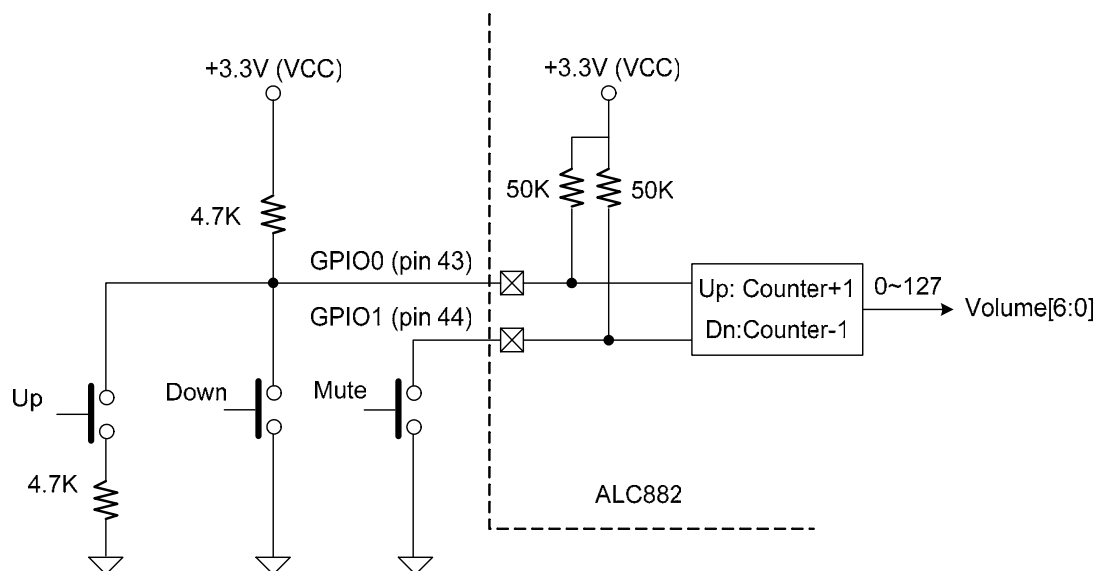 +3.3V (VCC)
+3.3V (VCC)
4.7K
50K
50K
GPIO0 (pin 43)
GPIO1 (pin 44)
Up: Counter+1
Dn:Counter-1
0~127
Volume[6:0]
Up
Down
Mute
4.7K
ALC882